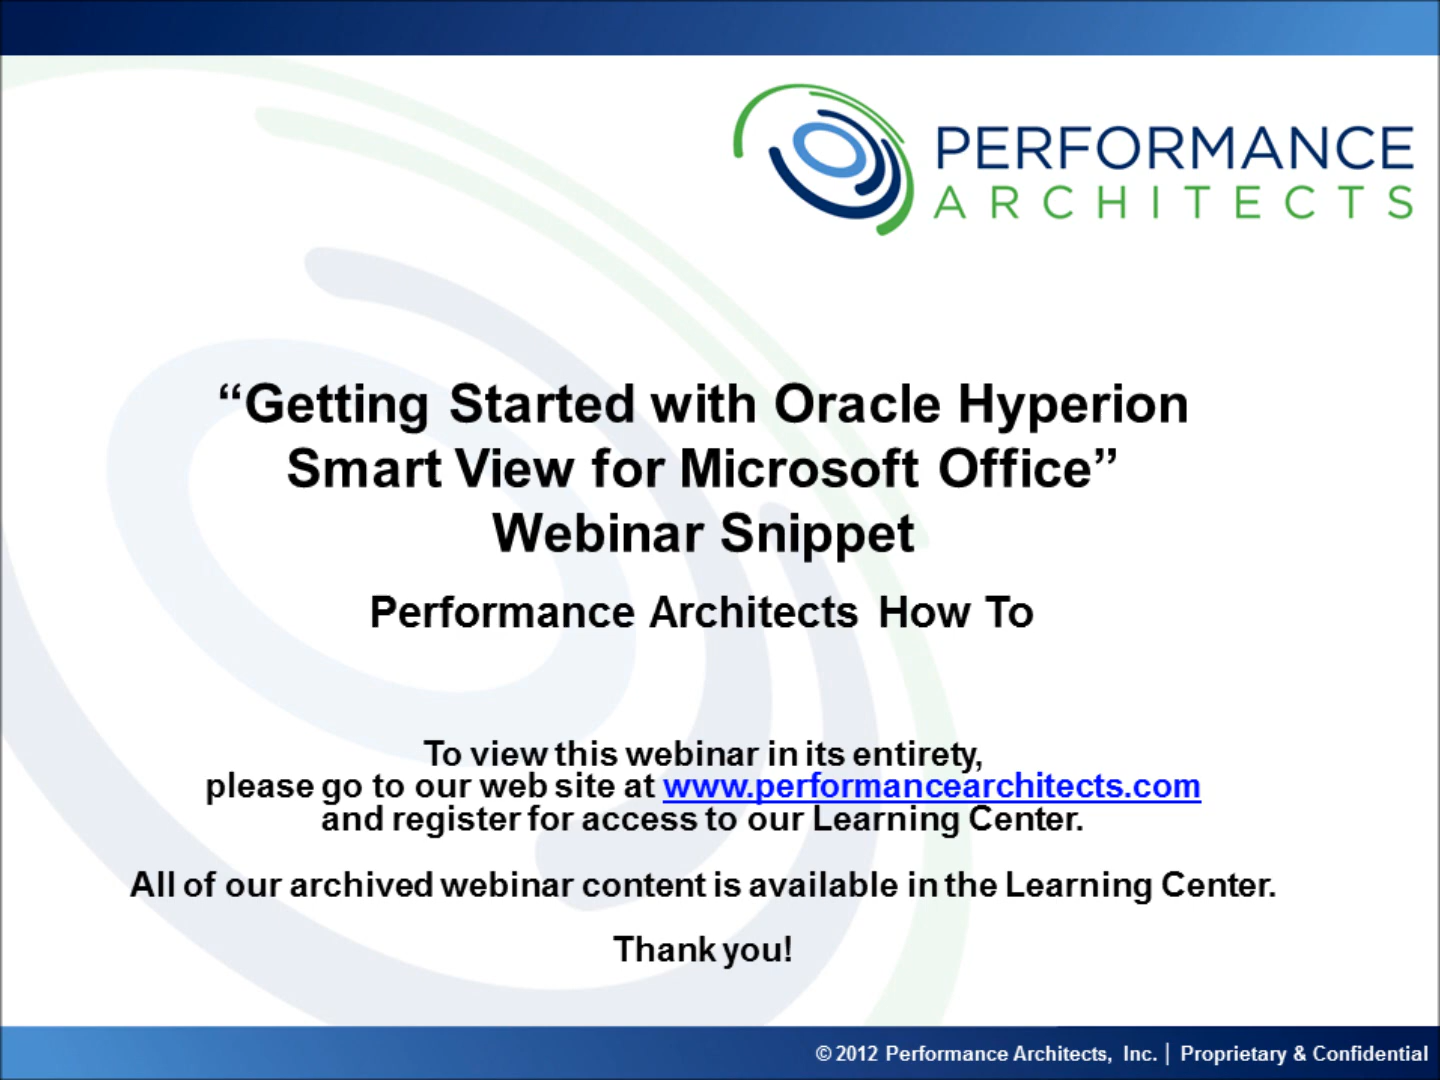 PERFORMANCE
ARCHITECTS
“Getting Started with Oracle Hyperion
Smart View for Microsoft Office”
Webinar Snippet
Performance Architects How To
To view this webinar in its entirety,
please go to our web site at www.performancearchitects.com
and register for access to our Learning Center.
All of our archived webinar content is available in the Learning Center.
Thank you!
© 2012 Performance Architects, Inc. | Proprietary & Confidential